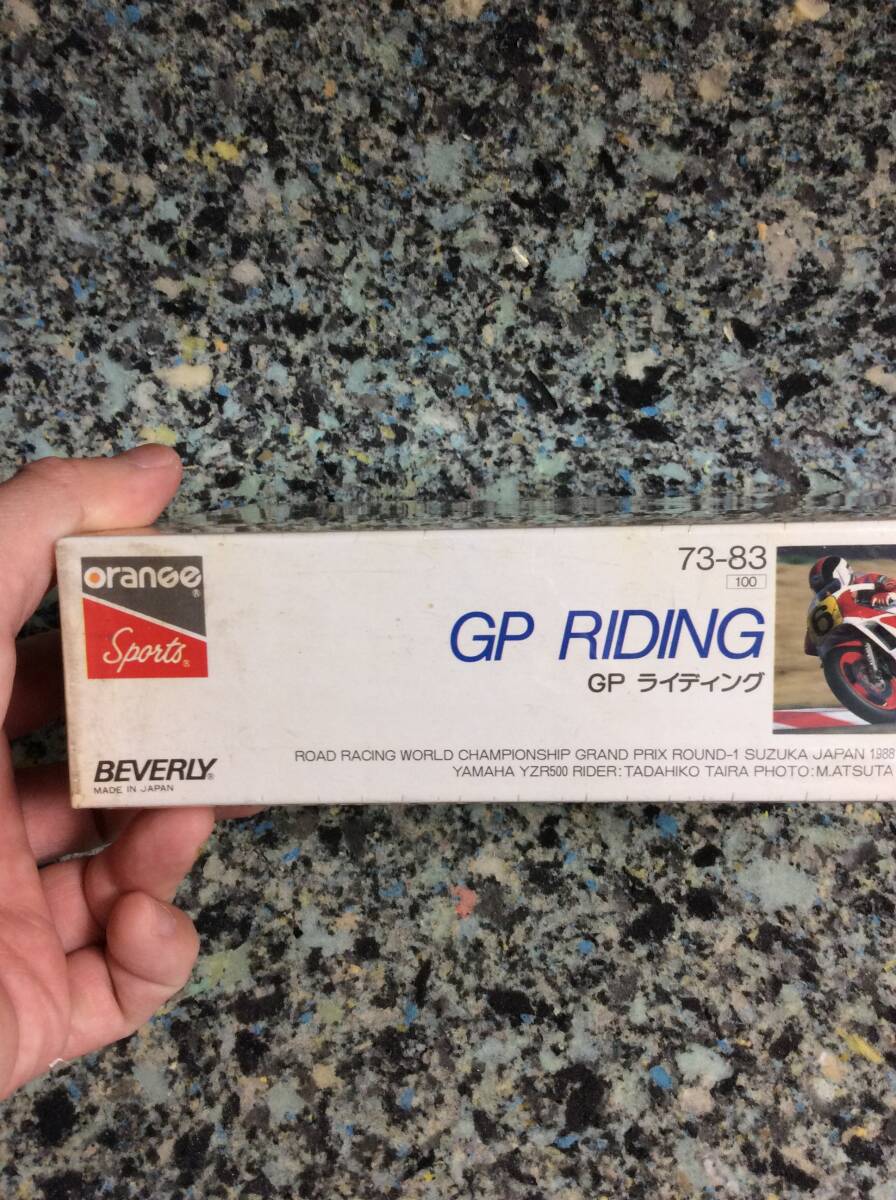 orange®
Sports®
BEVERLY®
MADE IN JAPAN
73-83
100
GP RIDING
GP ライディング
ROAD RACING WORLD CHAMPIONSHIP GRAND PRIX ROUND-1 SUZUKA JAPAN 1988
YAMAHA YZR500 RIDER:TADAHIKO TAIRA PHOTO:M.ATSUTA
6